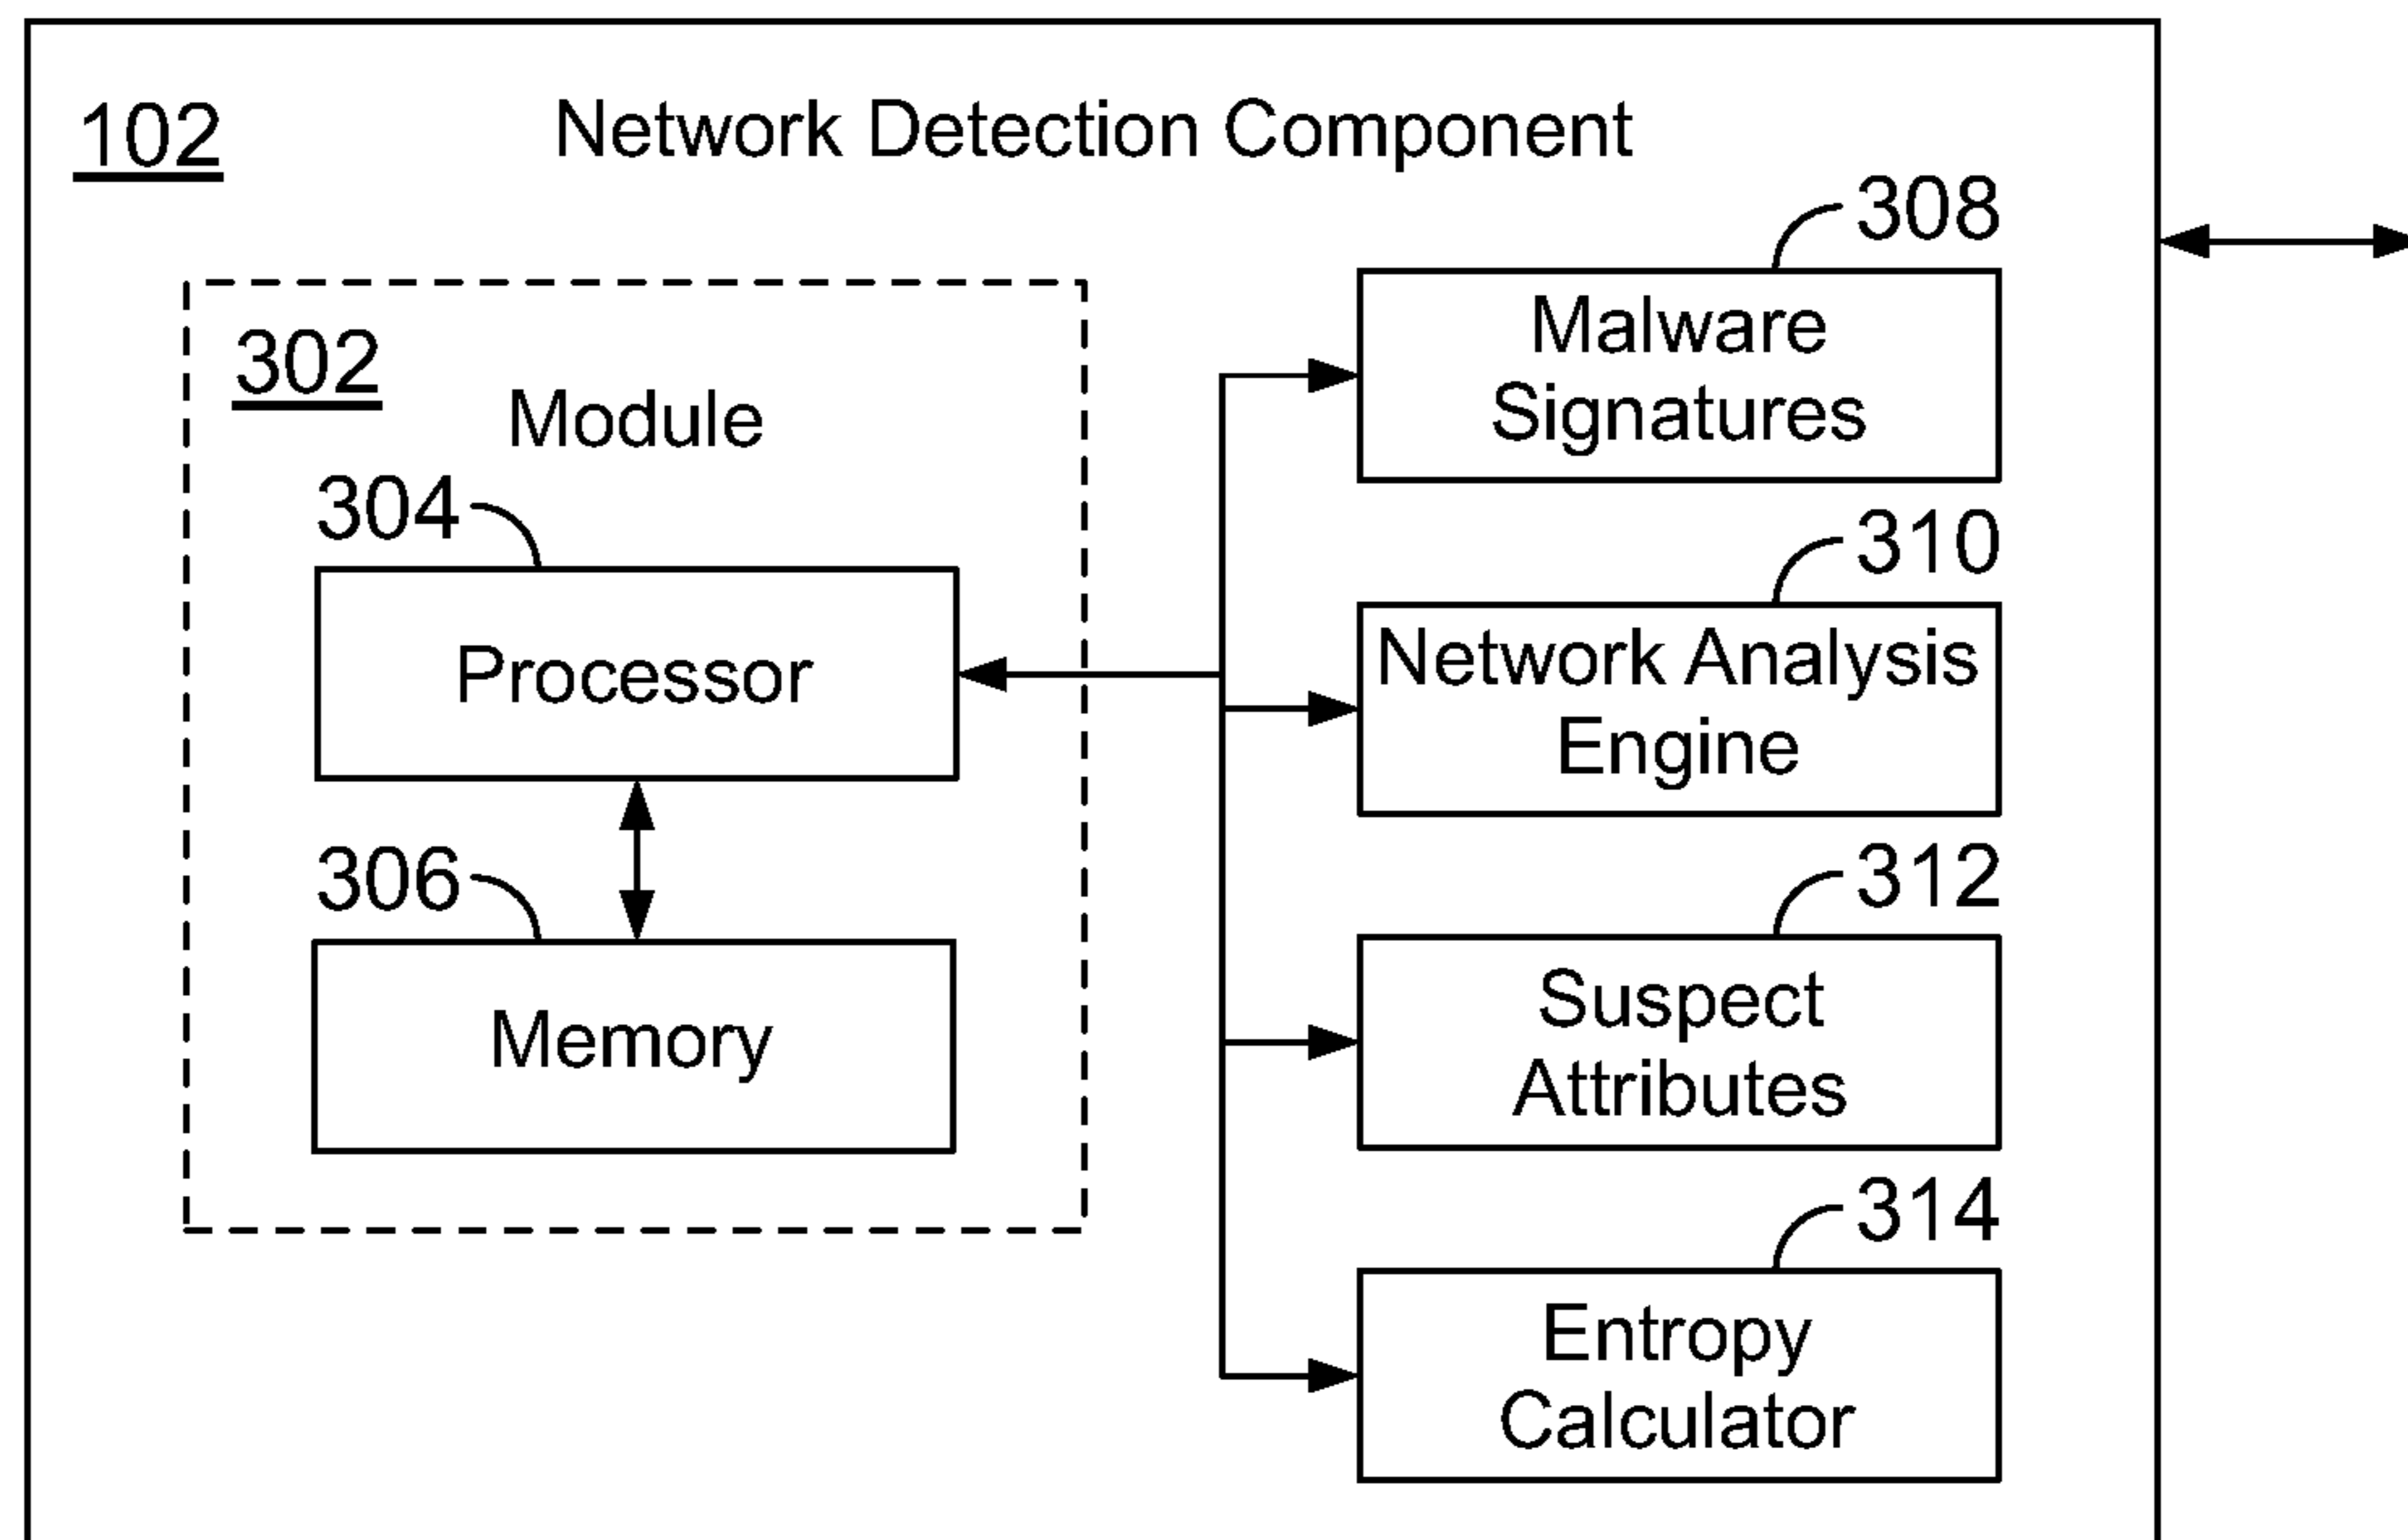 102
Network Detection Component
302
Module
304
Processor
306
Memory
308
Malware
Signatures
310
Network Analysis
Engine
312
Suspect
Attributes
314
Entropy
Calculator